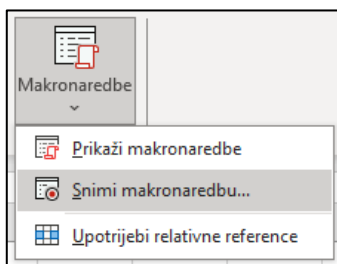 Makronaredbe
Prikaži makronaredbe
Snimi makronaredbu...
Upotrijebi relativne reference